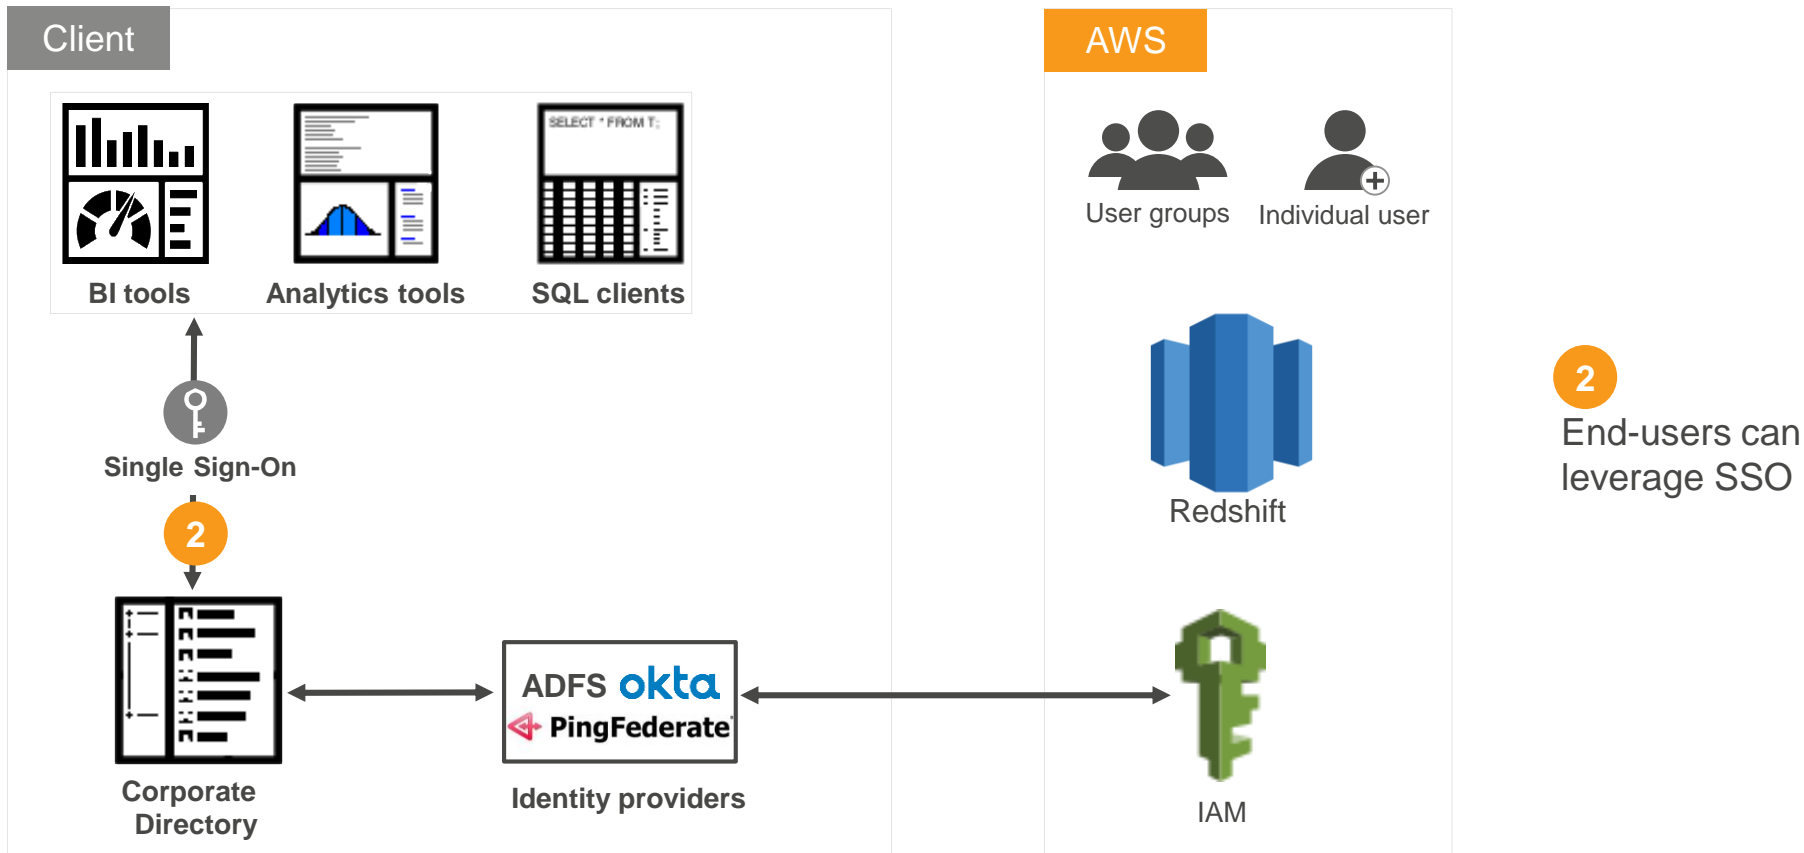 Client
AWS
SELECT * FROM T;
BI tools
Analytics tools
SQL clients
User groups
Individual user
Single Sign-On
2
Redshift
2
End-users can
leverage SSO
ADFS okta
PingFederate
Corporate
Directory
Identity providers
IAM